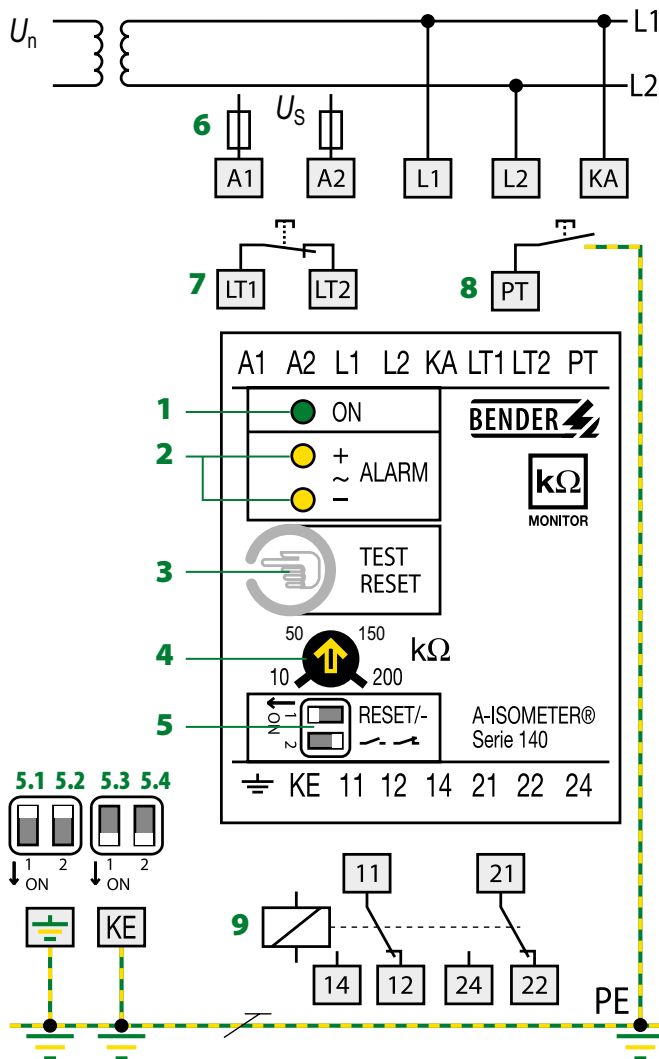 Un
L1
L2
6
US
A1 A2 L1 L2 KA
7
LT1 LT2
8
PT
A1 A2 L1 L2 KA LT1 LT2 PT
1
ON
BENDER
2
+
~
−
ALARM
kΩ
MONITOR
3
TEST
RESET
4
50 150
10 200
kΩ
5
ON
1
2
RESET/-
A-ISOMETER®
Serie 140
KE 11 12 14 21 22 24
5.1 5.2 5.3 5.4
1 2 1 2
ON ON
KE
9
11 21
14 12 24 22
PE